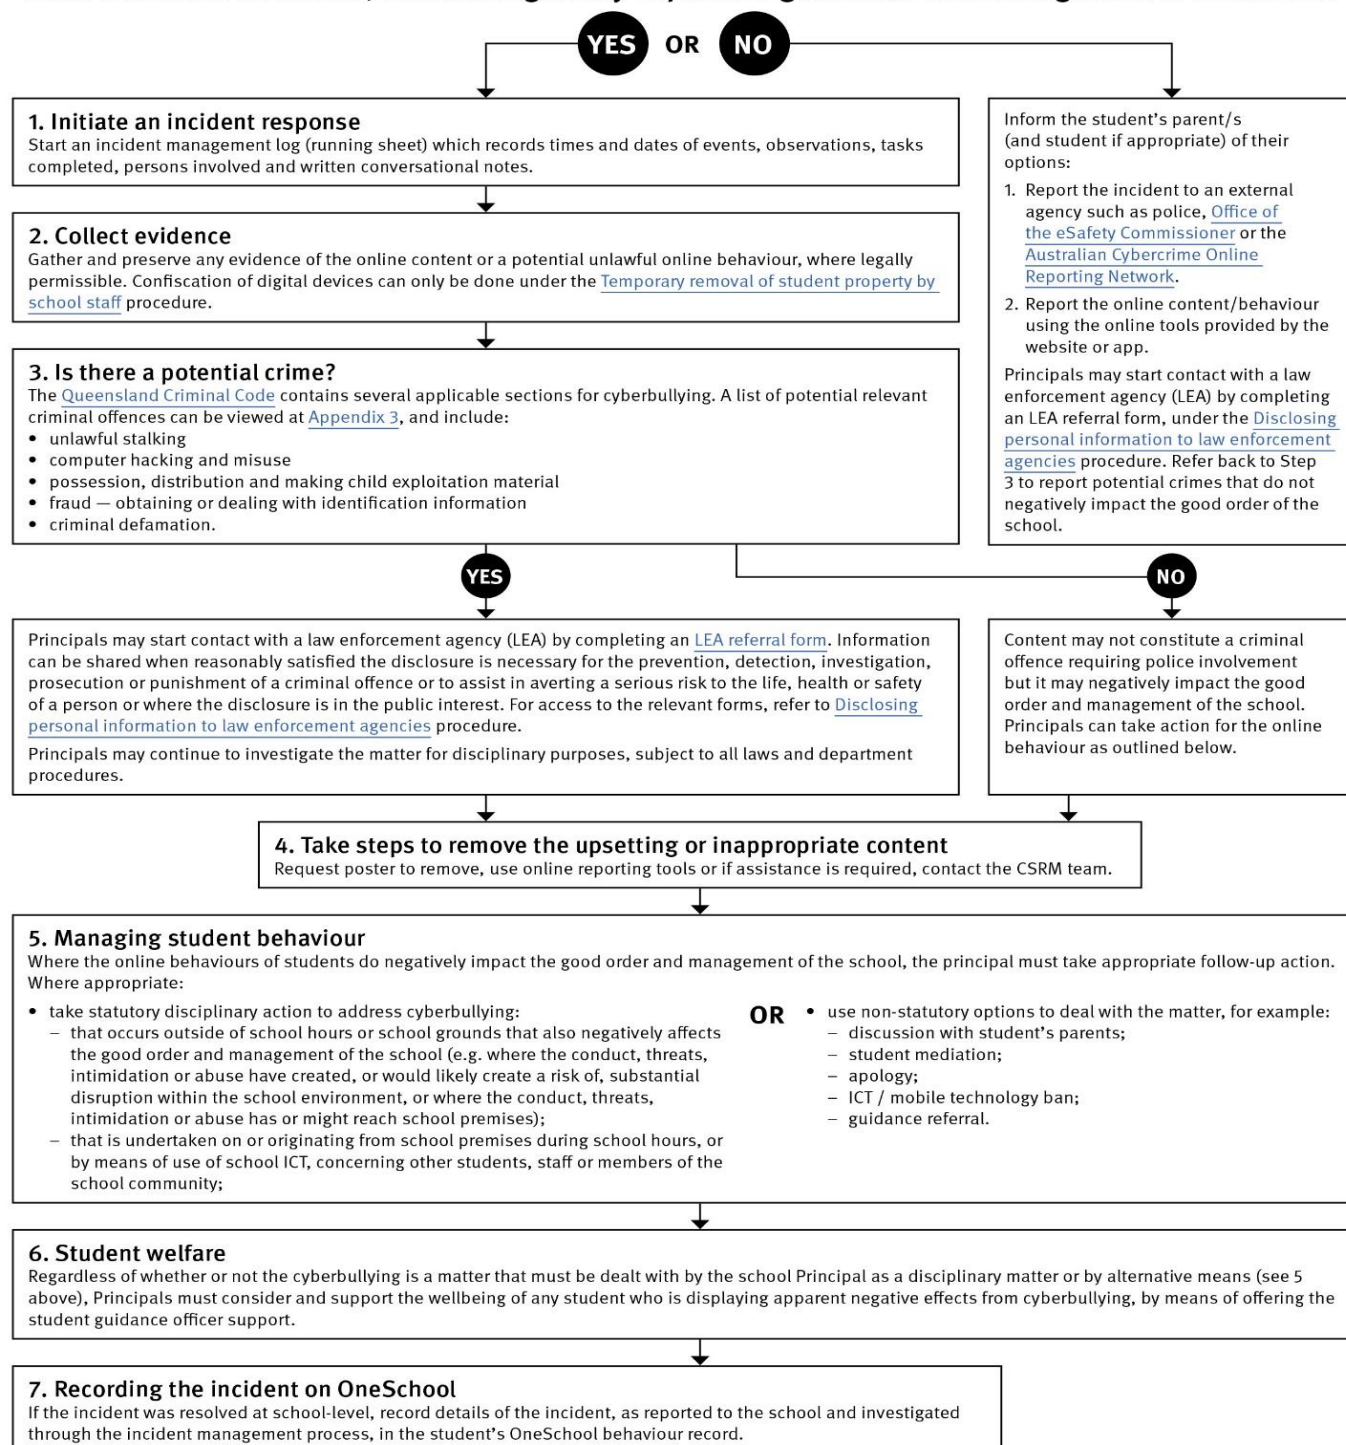 YES OR NO
1. Initiate an incident response
Start an incident management log (running sheet) which records times and dates of events, observations, tasks
completed, persons involved and written conversational notes.
2. Collect evidence
Gather and preserve any evidence of the online content or a potential unlawful online behaviour, where legally
permissible. Confiscation of digital devices can only be done under the Temporary removal of student property by
school staff procedure.
3. Is there a potential crime?
The Queensland Criminal Code contains several applicable sections for cyberbullying. A list of potential relevant
criminal offences can be viewed at Appendix 3, and include:
• unlawful stalking
• computer hacking and misuse
• possession, distribution and making child exploitation material
• fraud — obtaining or dealing with identification information
• criminal defamation.
Inform the student's parent/s
(and student if appropriate) of their
options:
1. Report the incident to an external
agency such as police, Office of
the eSafety Commissioner or the
Australian Cybercrime Online
Reporting Network.
2. Report the online content/behaviour
using the online tools provided by the
website or app.
Principals may start contact with a law
enforcement agency (LEA) by completing
an LEA referral form, under the Disclosing
personal information to law enforcement
agencies procedure. Refer back to Step
3 to report potential crimes that do not
negatively impact the good order of the
school.
YES
NO
Principals may start contact with a law enforcement agency (LEA) by completing an LEA referral form. Information
can be shared when reasonably satisfied the disclosure is necessary for the prevention, detection, investigation,
prosecution or punishment of a criminal offence or to assist in averting a serious risk to the life, health or safety
of a person or where the disclosure is in the public interest. For access to the relevant forms, refer to Disclosing
personal information to law enforcement agencies procedure.
Principals may continue to investigate the matter for disciplinary purposes, subject to all laws and department
procedures.
Content may not constitute a criminal
offence requiring police involvement
but it may negatively impact the good
order and management of the school.
Principals can take action for the online
behaviour as outlined below.
4. Take steps to remove the upsetting or inappropriate content
Request poster to remove, use online reporting tools or if assistance is required, contact the CSRM team.
5. Managing student behaviour
Where the online behaviours of students do negatively impact the good order and management of the school, the principal must take appropriate follow-up action.
Where appropriate:
• take statutory disciplinary action to address cyberbullying:
– that occurs outside of school hours or school grounds that also negatively affects
the good order and management of the school (e.g. where the conduct, threats,
intimidation or abuse have created, or would likely create a risk of, substantial
disruption within the school environment, or where the conduct, threats,
intimidation or abuse has or might reach school premises);
– that is undertaken on or originating from school premises during school hours, or
by means of use of school ICT, concerning other students, staff or members of the
school community;
OR
• use non-statutory options to deal with the matter, for example:
– discussion with student's parents;
– student mediation;
– apology;
– ICT / mobile technology ban;
– guidance referral.
6. Student welfare
Regardless of whether or not the cyberbullying is a matter that must be dealt with by the school Principal as a disciplinary matter or by alternative means (see 5
above), Principals must consider and support the wellbeing of any student who is displaying apparent negative effects from cyberbullying, by means of offering the
student guidance officer support.
7. Recording the incident on OneSchool
If the incident was resolved at school-level, record details of the incident, as reported to the school and investigated
through the incident management process, in the student's OneSchool behaviour record.